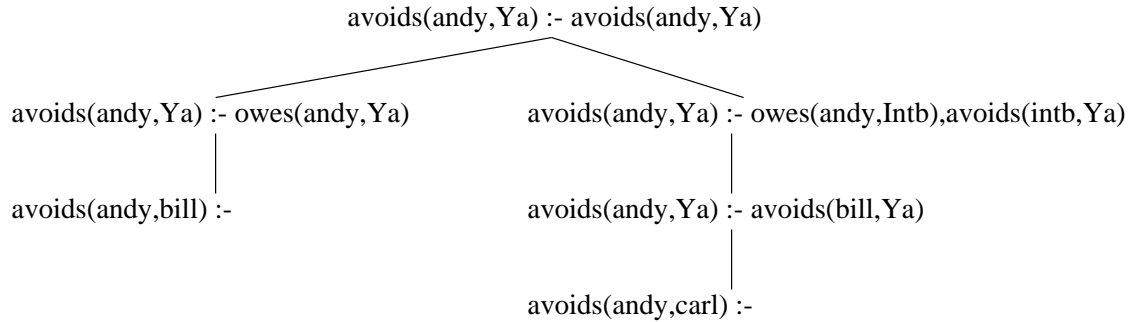 avoids(andy,Ya) :- avoids(andy,Ya)
avoids(andy,Ya) :- owes(andy,Ya)
avoids(andy,Ya) :- owes(andy,Intb),avoids(intb,Ya)
avoids(andy,bill) :-
avoids(andy,Ya) :- avoids(bill,Ya)
avoids(andy,carl) :-